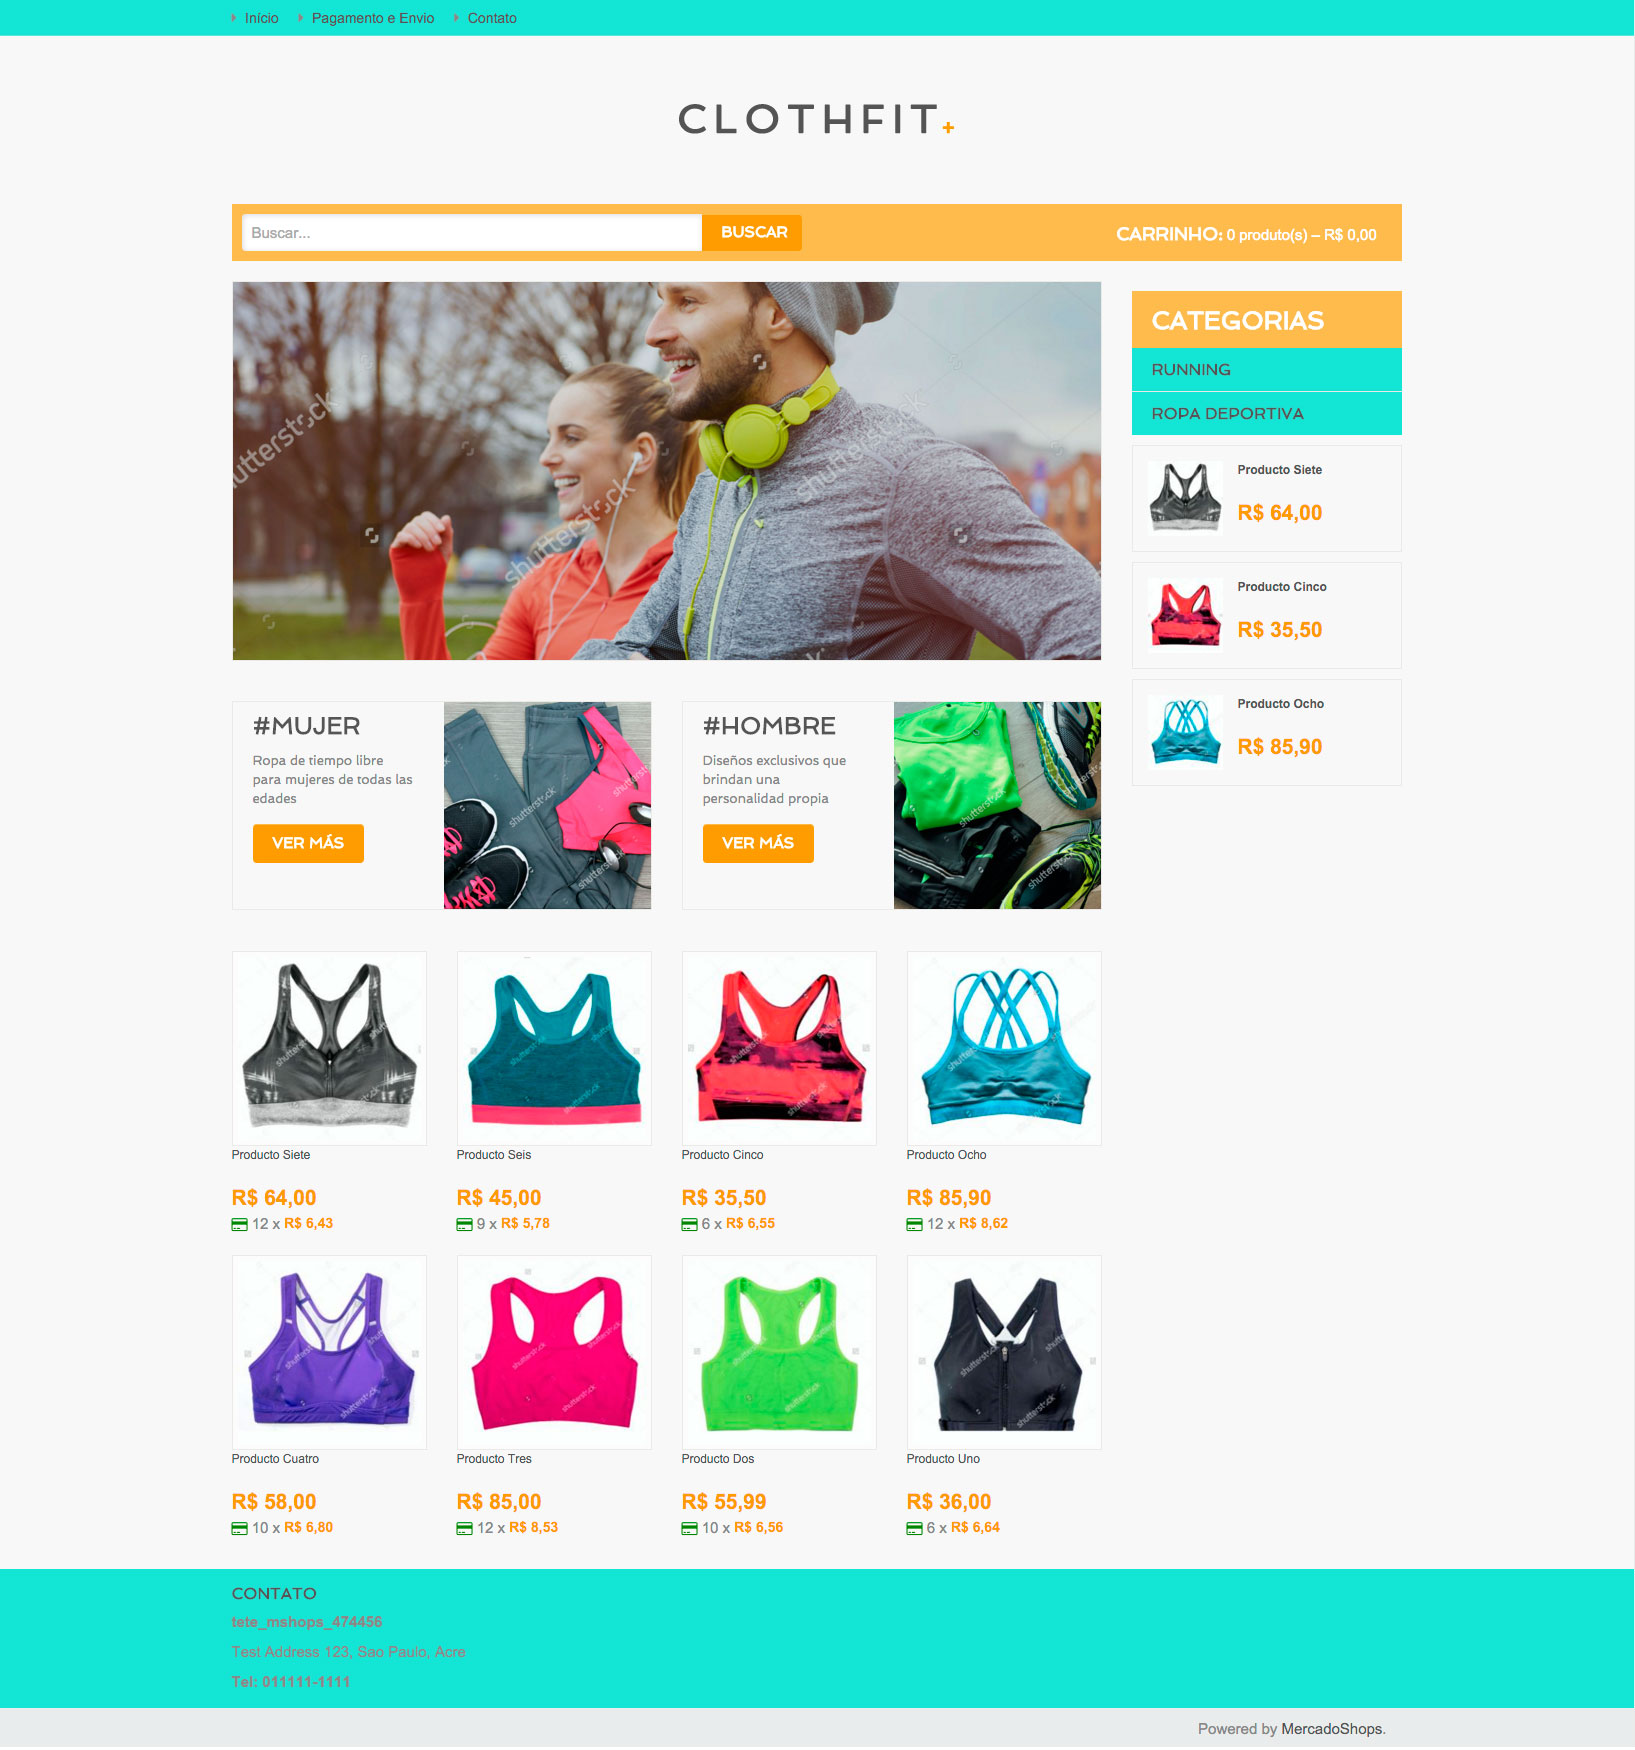 Início Pagamento e Envio Contato
CLOTHFIT+
Buscar... BUSCAR CARRINHO: 0 produto(s) – R$ 0,00
shutterstock
shutterstock
shutterstock
CATEGORIAS
RUNNING
ROPA DEPORTIVA
Producto Siete
R$ 64,00
Producto Cinco
R$ 35,50
Producto Ocho
R$ 85,90
#MUJER
Ropa de tiempo libre
para mujeres de todas las
edades
VER MÁS
#HOMBRE
Diseños exclusivos que
brindan una
personalidad propia
VER MÁS
Producto Siete
R$ 64,00
12 x R$ 6,43
Producto Seis
R$ 45,00
9 x R$ 5,78
Producto Cinco
R$ 35,50
6 x R$ 6,55
Producto Ocho
R$ 85,90
12 x R$ 8,62
Producto Cuatro
R$ 58,00
10 x R$ 6,80
Producto Tres
R$ 85,00
12 x R$ 8,53
Producto Dos
R$ 55,99
10 x R$ 6,56
Producto Uno
R$ 36,00
6 x R$ 6,64
CONTATO
tete_mshops_474456
Test Address 123, Sao Paulo, Acre
Tel: 011111-1111
Powered by MercadoShops.